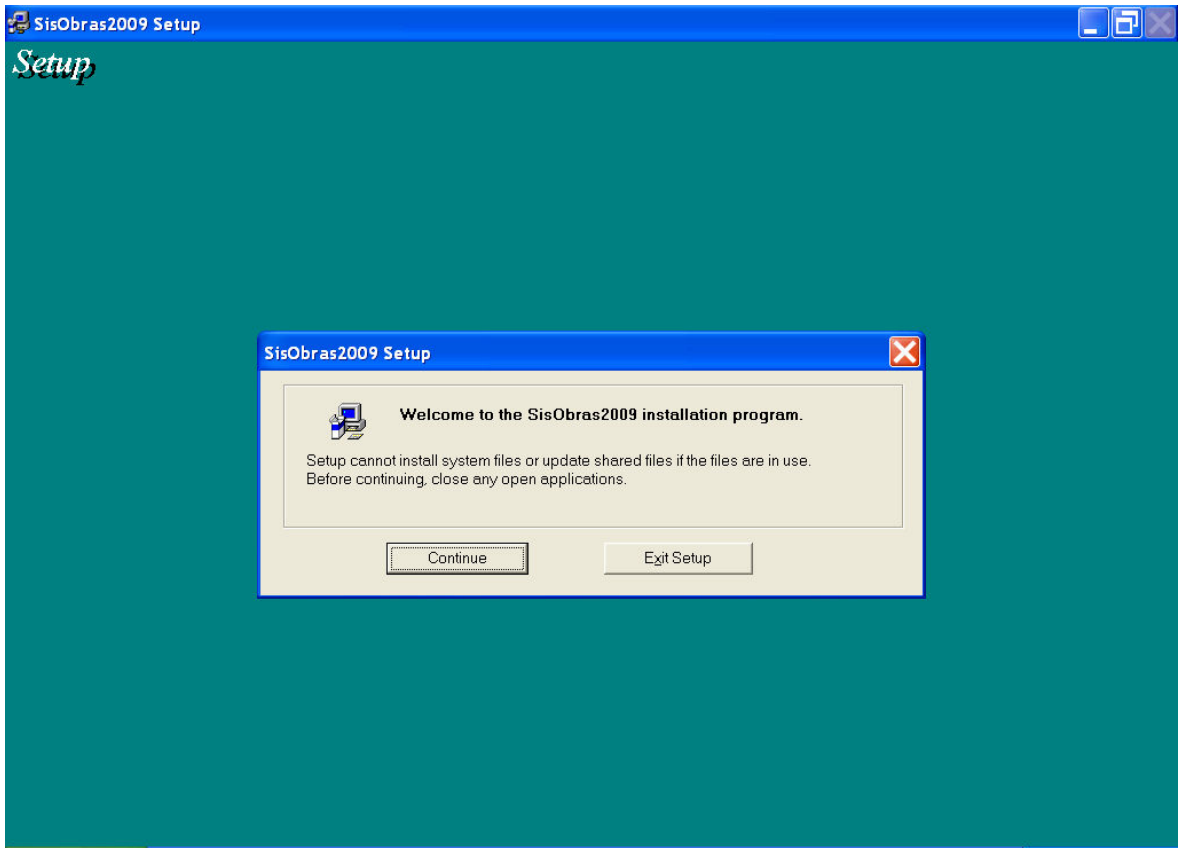 SisObras2009 Setup
Setup
SisObras2009 Setup
Welcome to the SisObras2009 installation program.
Setup cannot install system files or update shared files if the files are in use.
Before continuing, close any open applications.
Continue
Exit Setup